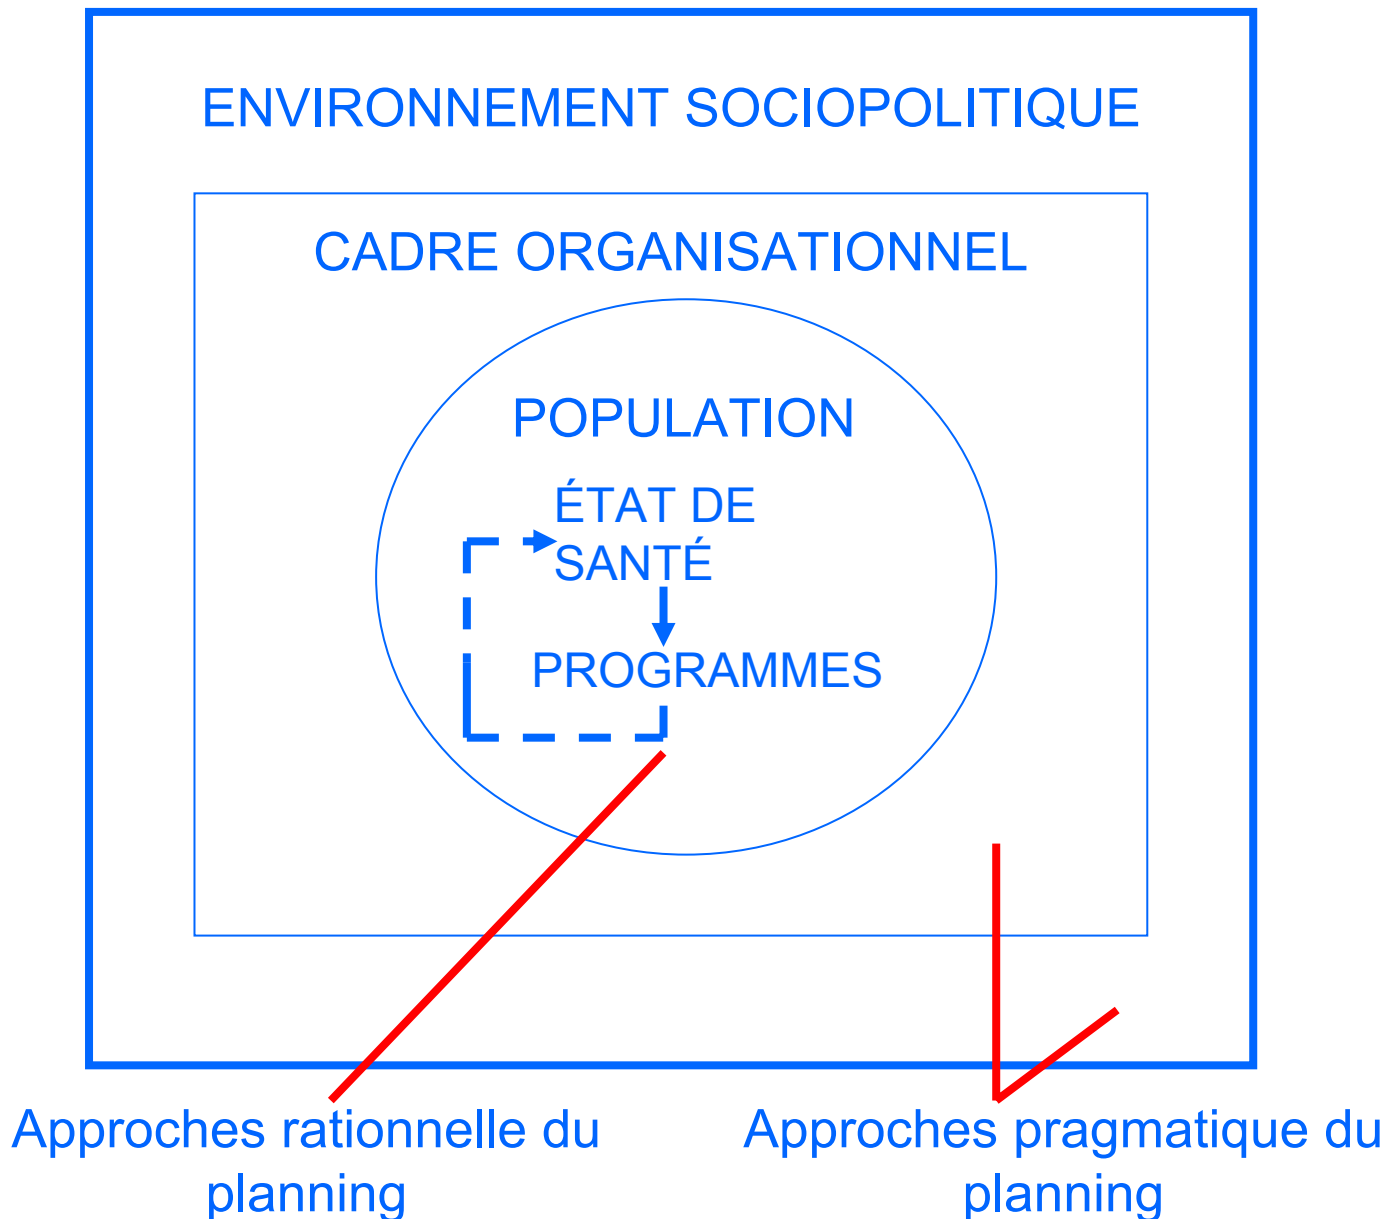 ENVIRONNEMENT SOCIOPOLITIQUE
CADRE ORGANISATIONNEL
POPULATION
ÉTAT DE
SANTÉ
PROGRAMMES
Approches rationnelle du
planning
Approches pragmatique du
planning